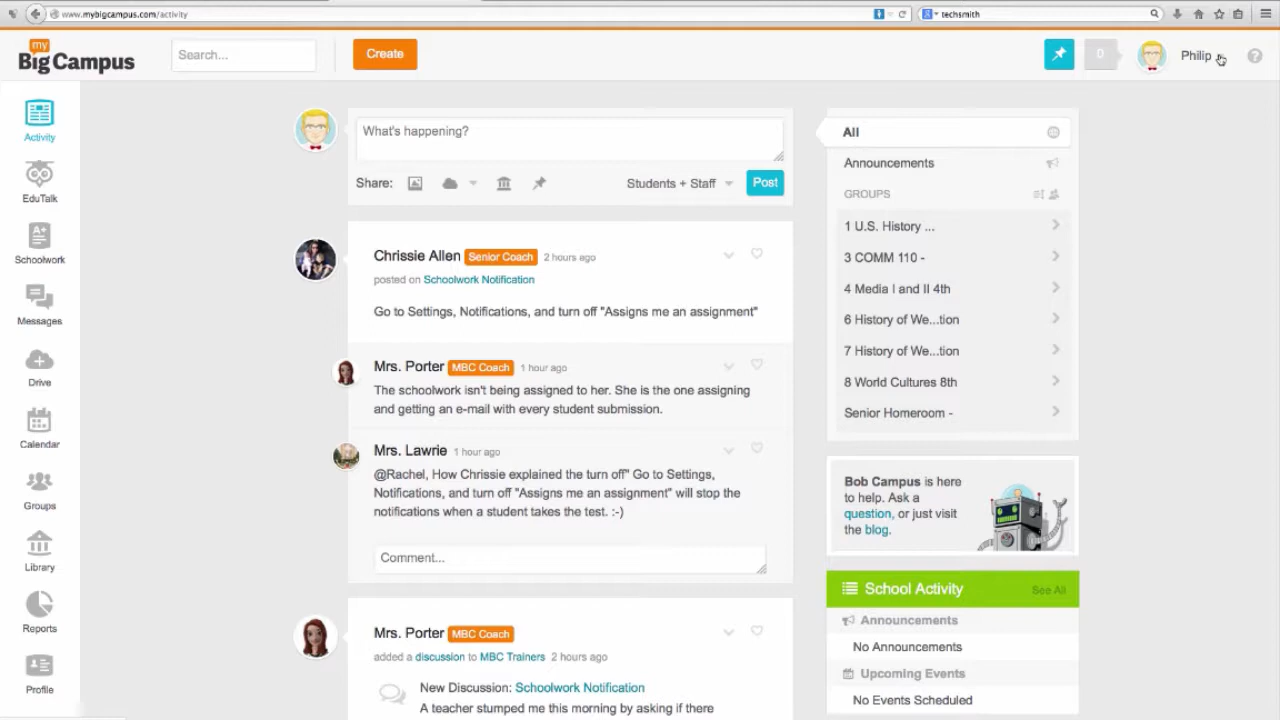 www.mybigcampus.com/activity
techsmith
my
BigCampus
Search...
Create
0
Philip
?
Activity
EduTalk
A+
Schoolwork
Messages
Drive
Calendar
Groups
Library
Reports
Profile
What's happening?
Share:
Students + Staff
Post
Chrissie Allen Senior Coach 2 hours ago
posted on Schoolwork Notification
Go to Settings, Notifications, and turn off "Assigns me an assignment"
Mrs. Porter MBC Coach 1 hour ago
The schoolwork isn't being assigned to her. She is the one assigning
and getting an e-mail with every student submission.
Mrs. Lawrie 1 hour ago
@Rachel, How Chrissie explained the turn off" Go to Settings,
Notifications, and turn off "Assigns me an assignment" will stop the
notifications when a student takes the test. :-)
Comment...
Mrs. Porter MBC Coach
added a discussion to MBC Trainers 2 hours ago
New Discussion: Schoolwork Notification
A teacher stumped me this morning by asking if there
All
Announcements
GROUPS
1 U.S. History ...
3 COMM 110 -
4 Media I and II 4th
6 History of We...tion
7 History of We...tion
8 World Cultures 8th
Senior Homeroom -
Bob Campus is here
to help. Ask a
question, or just visit
the blog.
School Activity
See All
Announcements
No Announcements
Upcoming Events
No Events Scheduled